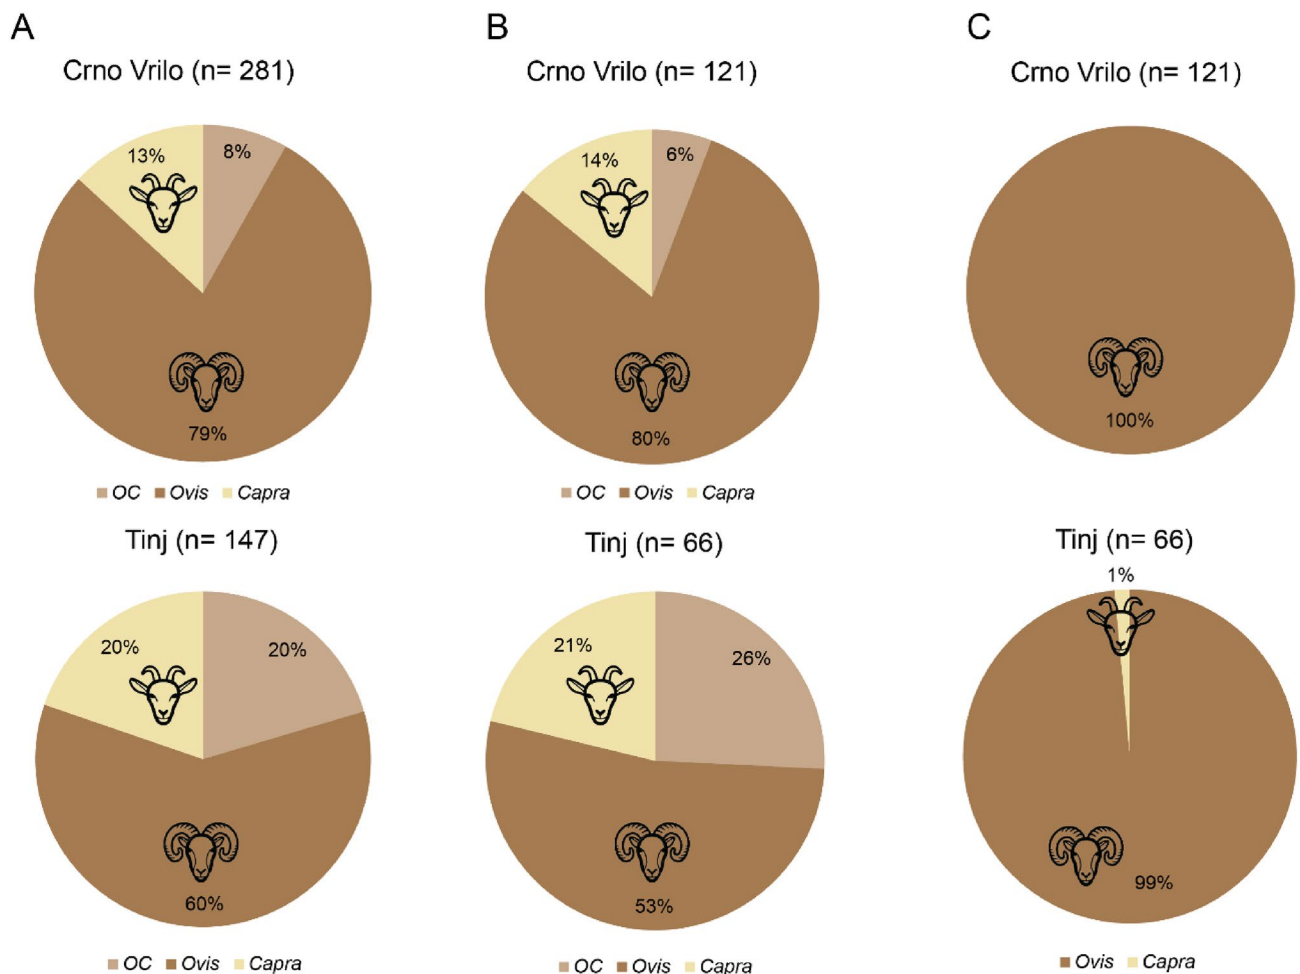 A
B
C
Crno Vrilo (n= 281)
Crno Vrilo (n= 121)
Crno Vrilo (n= 121)
13%
8%
79%
14%
6%
80%
100%
OC Ovis Capra
OC Ovis Capra
Tinj (n= 147)
Tinj (n= 66)
Tinj (n= 66)
20%
20%
60%
21%
26%
53%
1%
99%
OC Ovis Capra
OC Ovis Capra
Ovis Capra